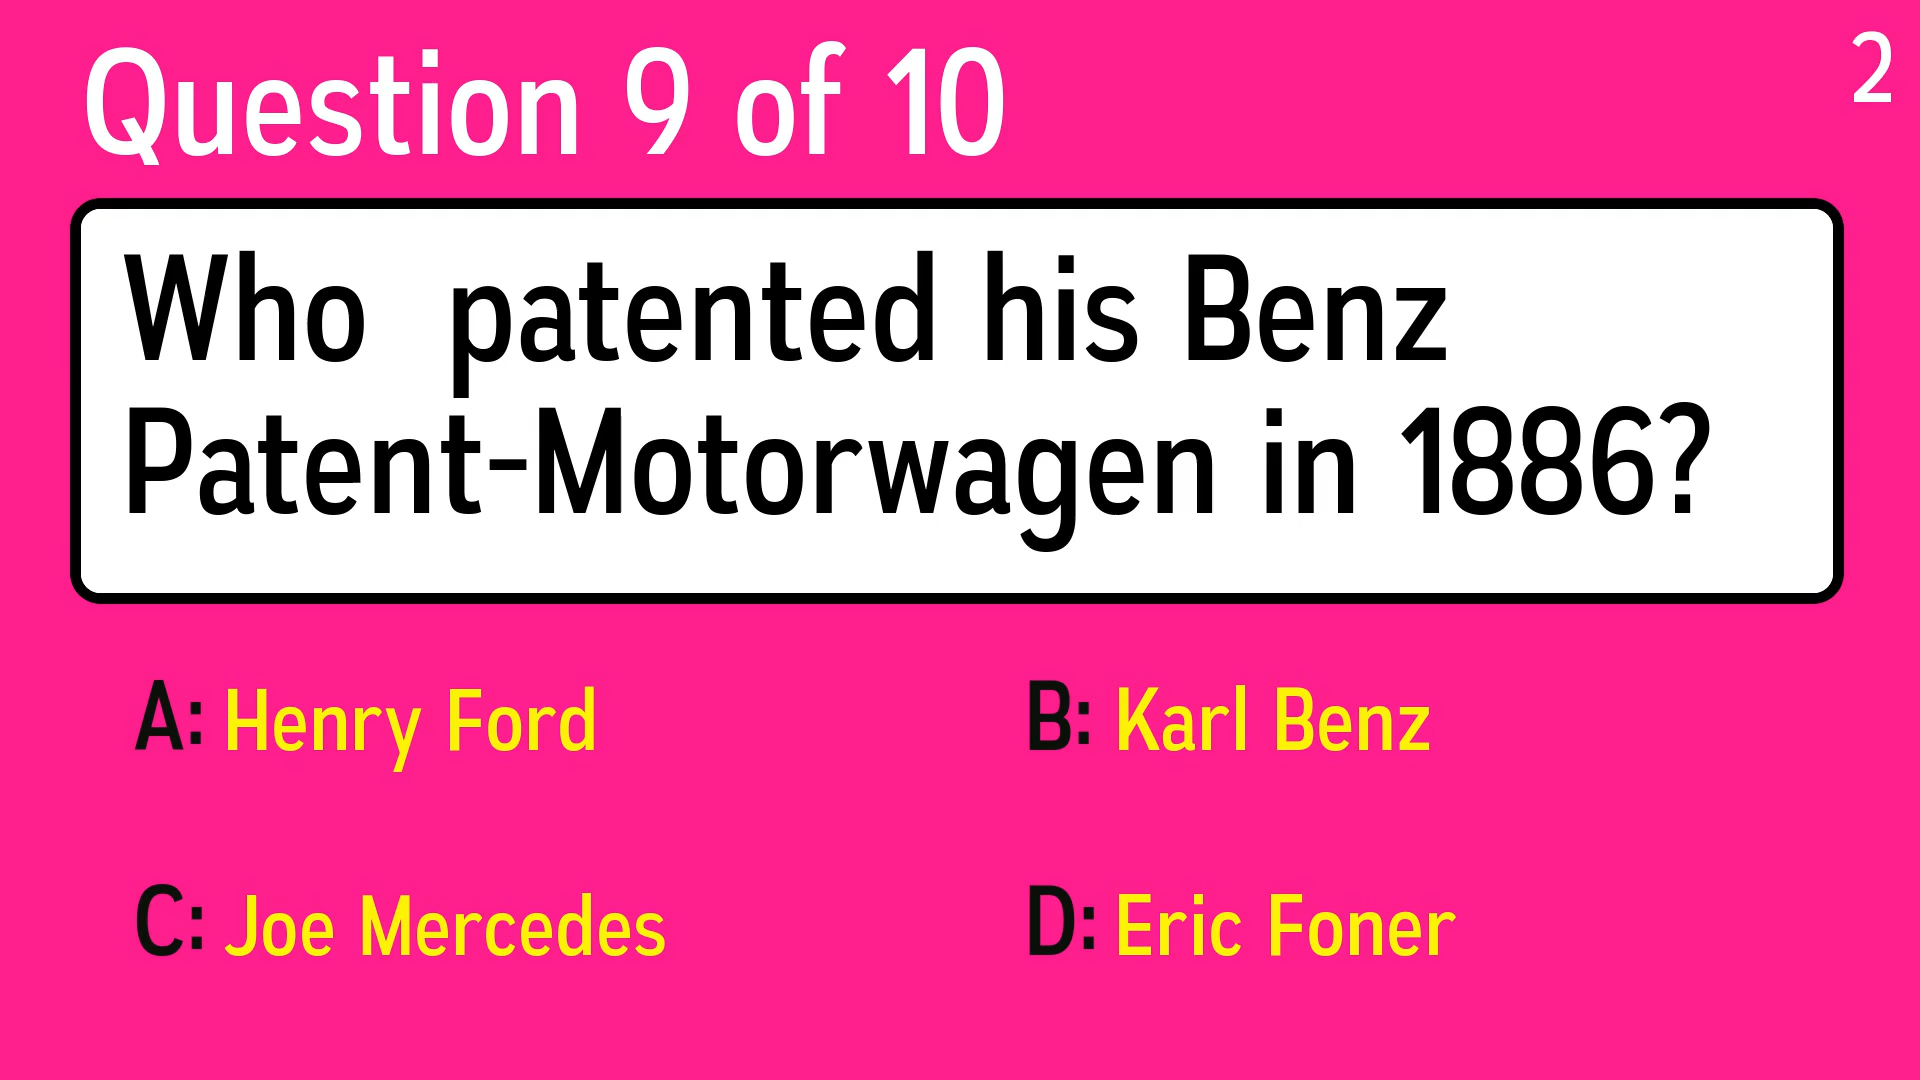 Question 9 of 10
2
Who  patented his Benz
Patent-Motorwagen in 1886?
A: Henry Ford
B: Karl Benz
C: Joe Mercedes
D: Eric Foner